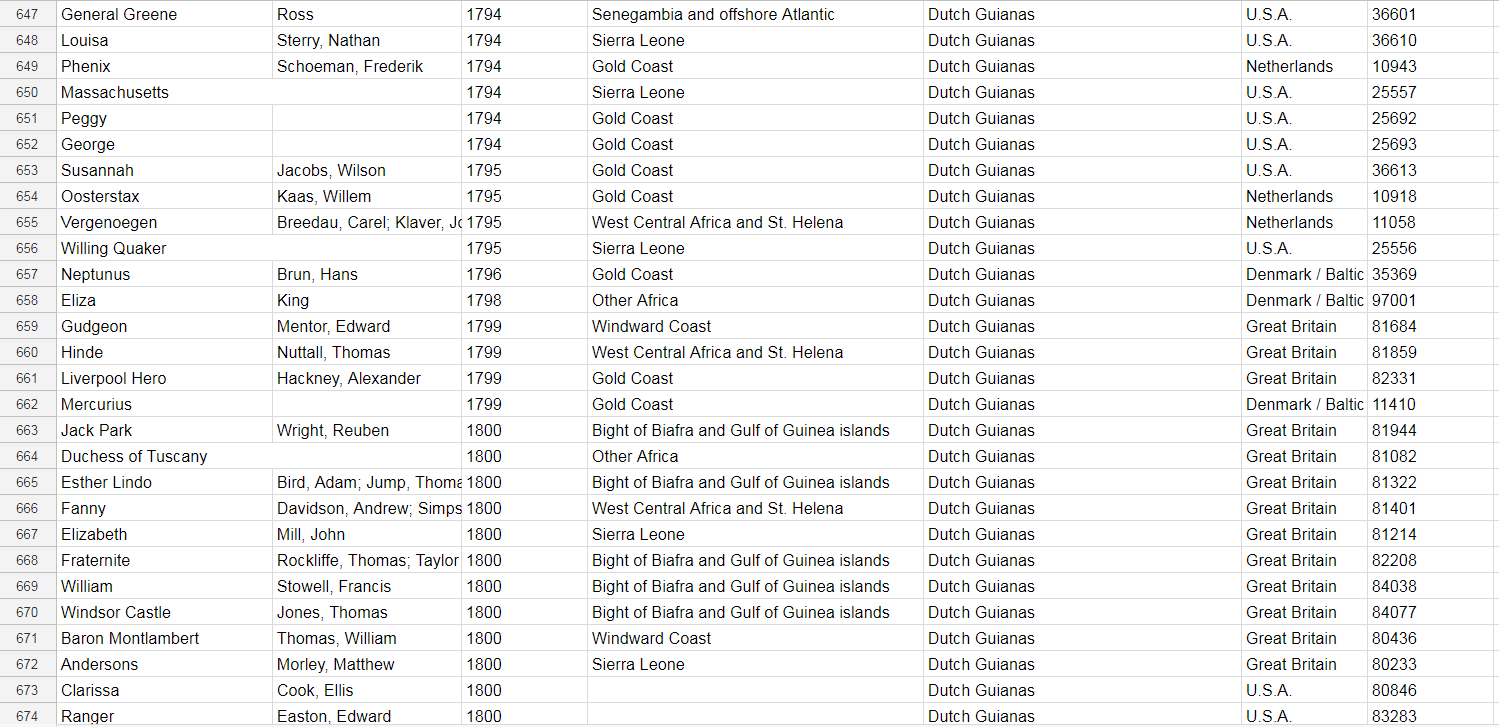 647 General Greene Ross 1794 Senegambia and offshore Atlantic Dutch Guianas U.S.A. 36601
648 Louisa Sterry, Nathan 1794 Sierra Leone Dutch Guianas U.S.A. 36610
649 Phenix Schoeman, Frederik 1794 Gold Coast Dutch Guianas Netherlands 10943
650 Massachusetts 1794 Sierra Leone Dutch Guianas U.S.A. 25557
651 Peggy 1794 Gold Coast Dutch Guianas U.S.A. 25692
652 George 1794 Gold Coast Dutch Guianas U.S.A. 25693
653 Susannah Jacobs, Wilson 1795 Gold Coast Dutch Guianas U.S.A. 36613
654 Oosterstax Kaas, Willem 1795 Gold Coast Dutch Guianas Netherlands 10918
655 Vergenoegen Breedau, Carel; Klaver, Jo 1795 West Central Africa and St. Helena Dutch Guianas Netherlands 11058
656 Willing Quaker 1795 Sierra Leone Dutch Guianas U.S.A. 25556
657 Neptunus Brun, Hans 1796 Gold Coast Dutch Guianas Denmark / Baltic 35369
658 Eliza King 1798 Other Africa Dutch Guianas Denmark / Baltic 97001
659 Gudgeon Mentor, Edward 1799 Windward Coast Dutch Guianas Great Britain 81684
660 Hinde Nuttall, Thomas 1799 West Central Africa and St. Helena Dutch Guianas Great Britain 81859
661 Liverpool Hero Hackney, Alexander 1799 Gold Coast Dutch Guianas Great Britain 82331
662 Mercurius 1799 Gold Coast Dutch Guianas Denmark / Baltic 11410
663 Jack Park Wright, Reuben 1800 Bight of Biafra and Gulf of Guinea islands Dutch Guianas Great Britain 81944
664 Duchess of Tuscany 1800 Other Africa Dutch Guianas Great Britain 81082
665 Esther Lindo Bird, Adam; Jump, Thoma 1800 Bight of Biafra and Gulf of Guinea islands Dutch Guianas Great Britain 81322
666 Fanny Davidson, Andrew; Simps 1800 West Central Africa and St. Helena Dutch Guianas Great Britain 81401
667 Elizabeth Mill, John 1800 Sierra Leone Dutch Guianas Great Britain 81214
668 Fraternite Rockliffe, Thomas; Taylor 1800 Bight of Biafra and Gulf of Guinea islands Dutch Guianas Great Britain 82208
669 William Stowell, Francis 1800 Bight of Biafra and Gulf of Guinea islands Dutch Guianas Great Britain 84038
670 Windsor Castle Jones, Thomas 1800 Bight of Biafra and Gulf of Guinea islands Dutch Guianas Great Britain 84077
671 Baron Montlambert Thomas, William 1800 Windward Coast Dutch Guianas Great Britain 80436
672 Andersons Morley, Matthew 1800 Sierra Leone Dutch Guianas Great Britain 80233
673 Clarissa Cook, Ellis 1800 Dutch Guianas U.S.A. 80846
674 Ranger Easton, Edward 1800 Dutch Guianas U.S.A. 83283